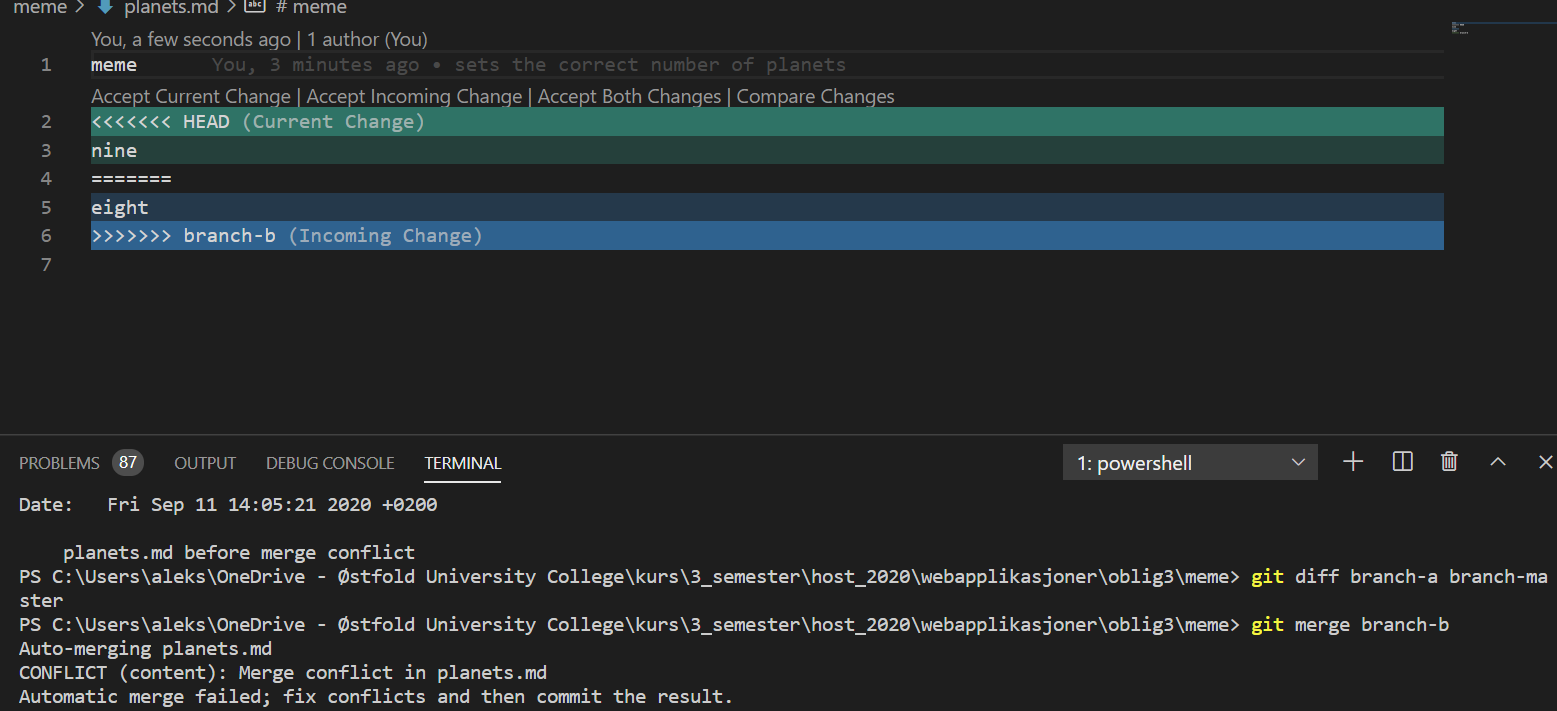 meme > planets.md > abc # meme
You, a few seconds ago | 1 author (You)
1 meme You, 3 minutes ago • sets the correct number of planets
Accept Current Change | Accept Incoming Change | Accept Both Changes | Compare Changes
2 <<<<<<< HEAD (Current Change)
3 nine
4 =======
5 eight
6 >>>>>>> branch-b (Incoming Change)
7
PROBLEMS 87 OUTPUT DEBUG CONSOLE TERMINAL 1: powershell
Date: Fri Sep 11 14:05:21 2020 +0200
planets.md before merge conflict
PS C:\Users\aleks\OneDrive - Østfold University College\kurs\3_semester\host_2020\webapplikasjoner\oblig3\meme> git diff branch-a branch-ma
ster
PS C:\Users\aleks\OneDrive - Østfold University College\kurs\3_semester\host_2020\webapplikasjoner\oblig3\meme> git merge branch-b
Auto-merging planets.md
CONFLICT (content): Merge conflict in planets.md
Automatic merge failed; fix conflicts and then commit the result.